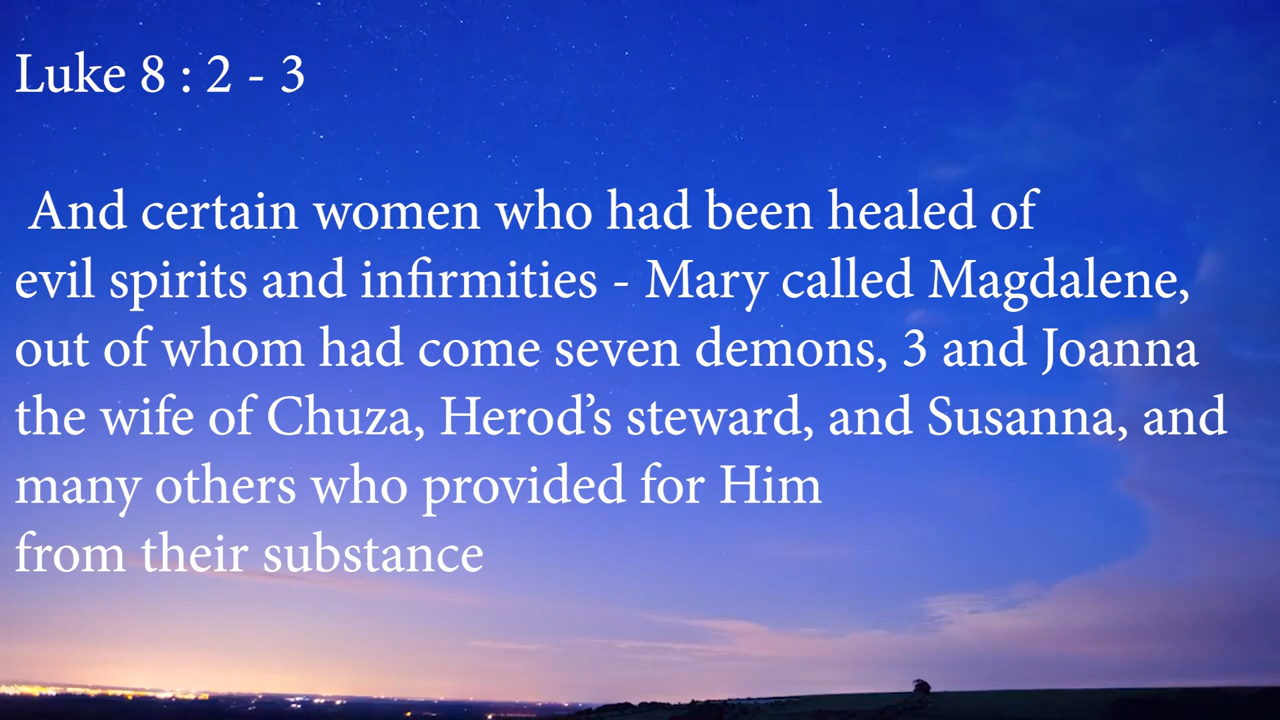 Luke 8 : 2 - 3
And certain women who had been healed of
evil spirits and infirmities - Mary called Magdalene,
out of whom had come seven demons, 3 and Joanna
the wife of Chuza, Herod’s steward, and Susanna, and
many others who provided for Him
from their substance